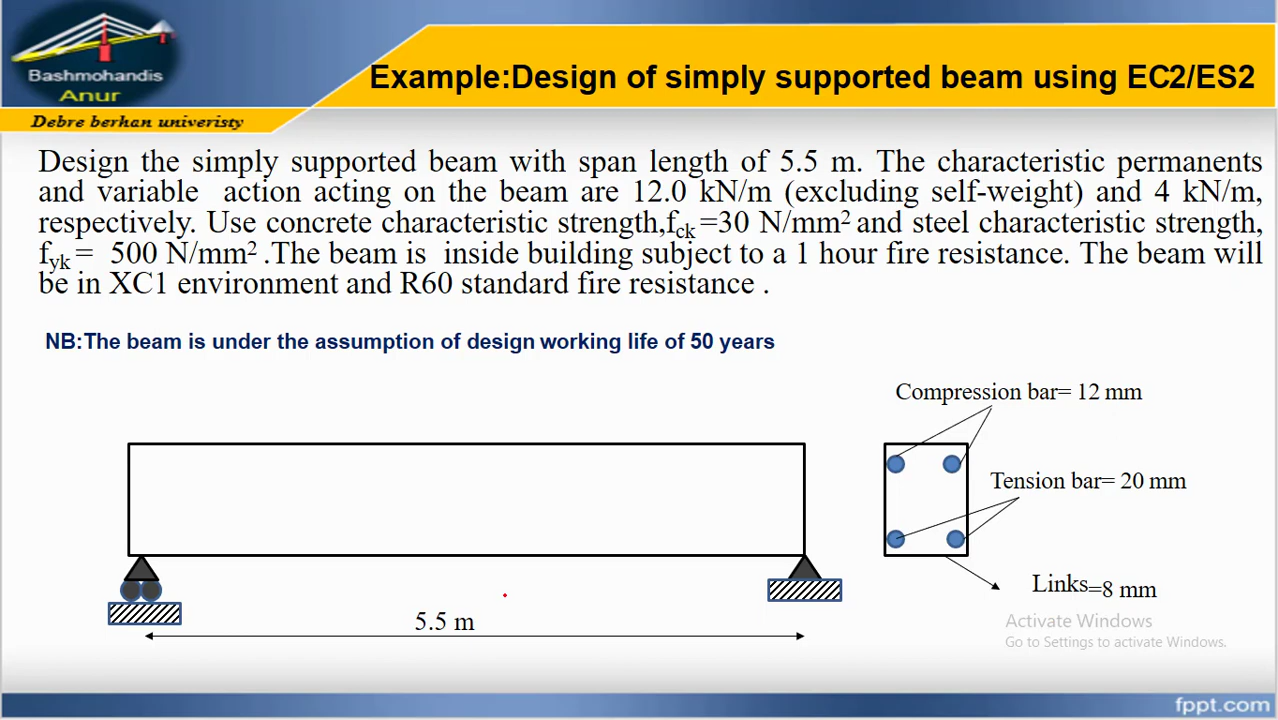 Bashmohandis
Anur
Debre berhan univeristy
Example:Design of simply supported beam using EC2/ES2
Design the simply supported beam with span length of 5.5 m. The characteristic permanents
and variable action acting on the beam are 12.0 kN/m (excluding self-weight) and 4 kN/m,
respectively. Use concrete characteristic strength,fck =30 N/mm2 and steel characteristic strength,
fyk = 500 N/mm2 .The beam is inside building subject to a 1 hour fire resistance. The beam will
be in XC1 environment and R60 standard fire resistance .
NB:The beam is under the assumption of design working life of 50 years
Compression bar= 12 mm
Tension bar= 20 mm
Links=8 mm
5.5 m
Activate Windows
Go to Settings to activate Windows.
fppt.com